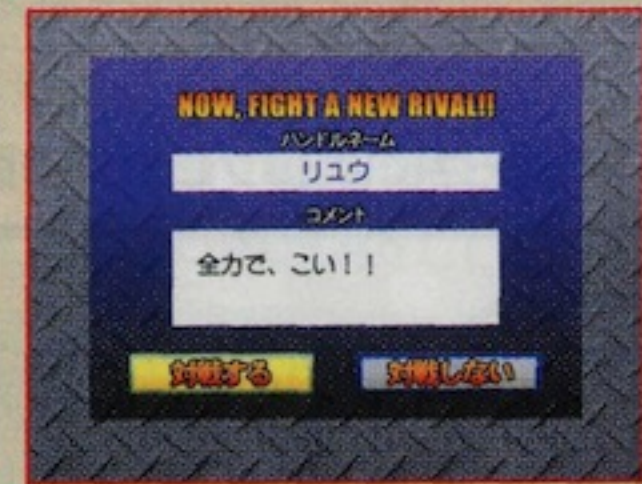 NOW, FIGHT A NEW RIVAL!!
ハンドルネーム
リュウ
コメント
全力で、こい！！
対戦する
対戦しない